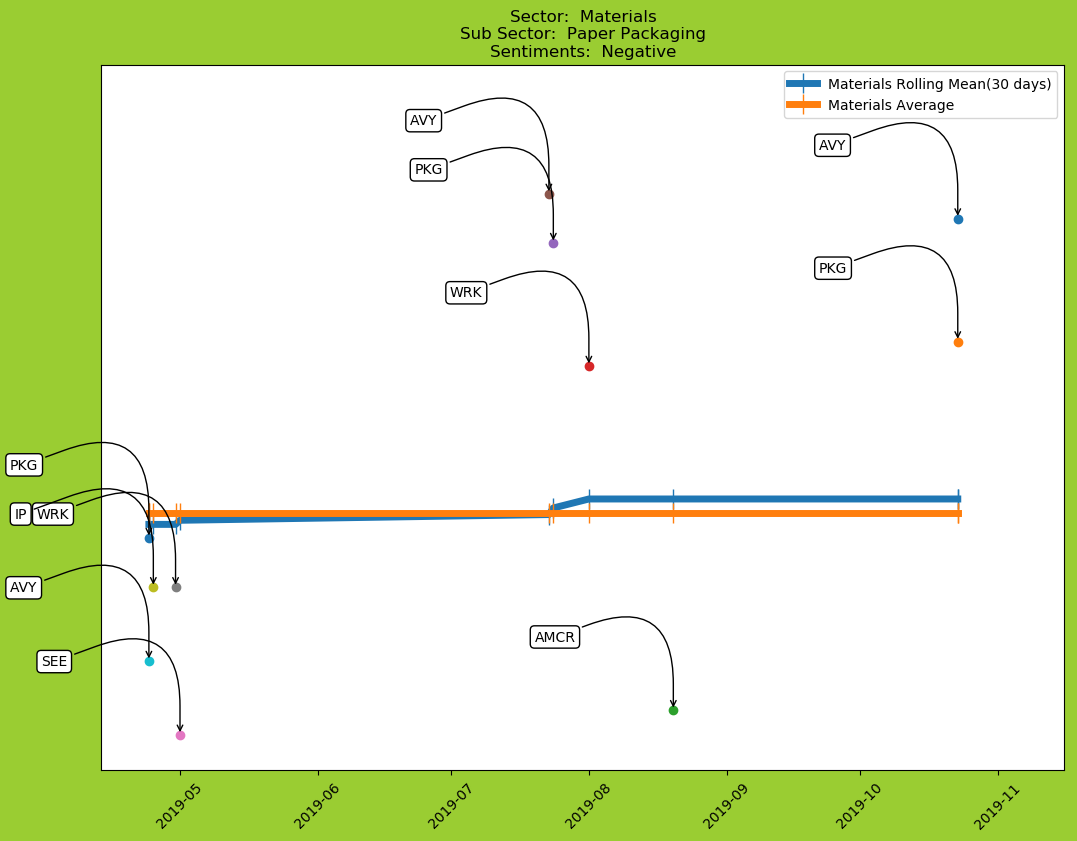 Sector:  Materials
Sub Sector:  Paper Packaging
Sentiments:  Negative
Materials Rolling Mean(30 days)
Materials Average
AVY
AVY
PKG
PKG
WRK
PKG
IP
WRK
AVY
AMCR
SEE
2019-05
2019-06
2019-07
2019-08
2019-09
2019-10
2019-11